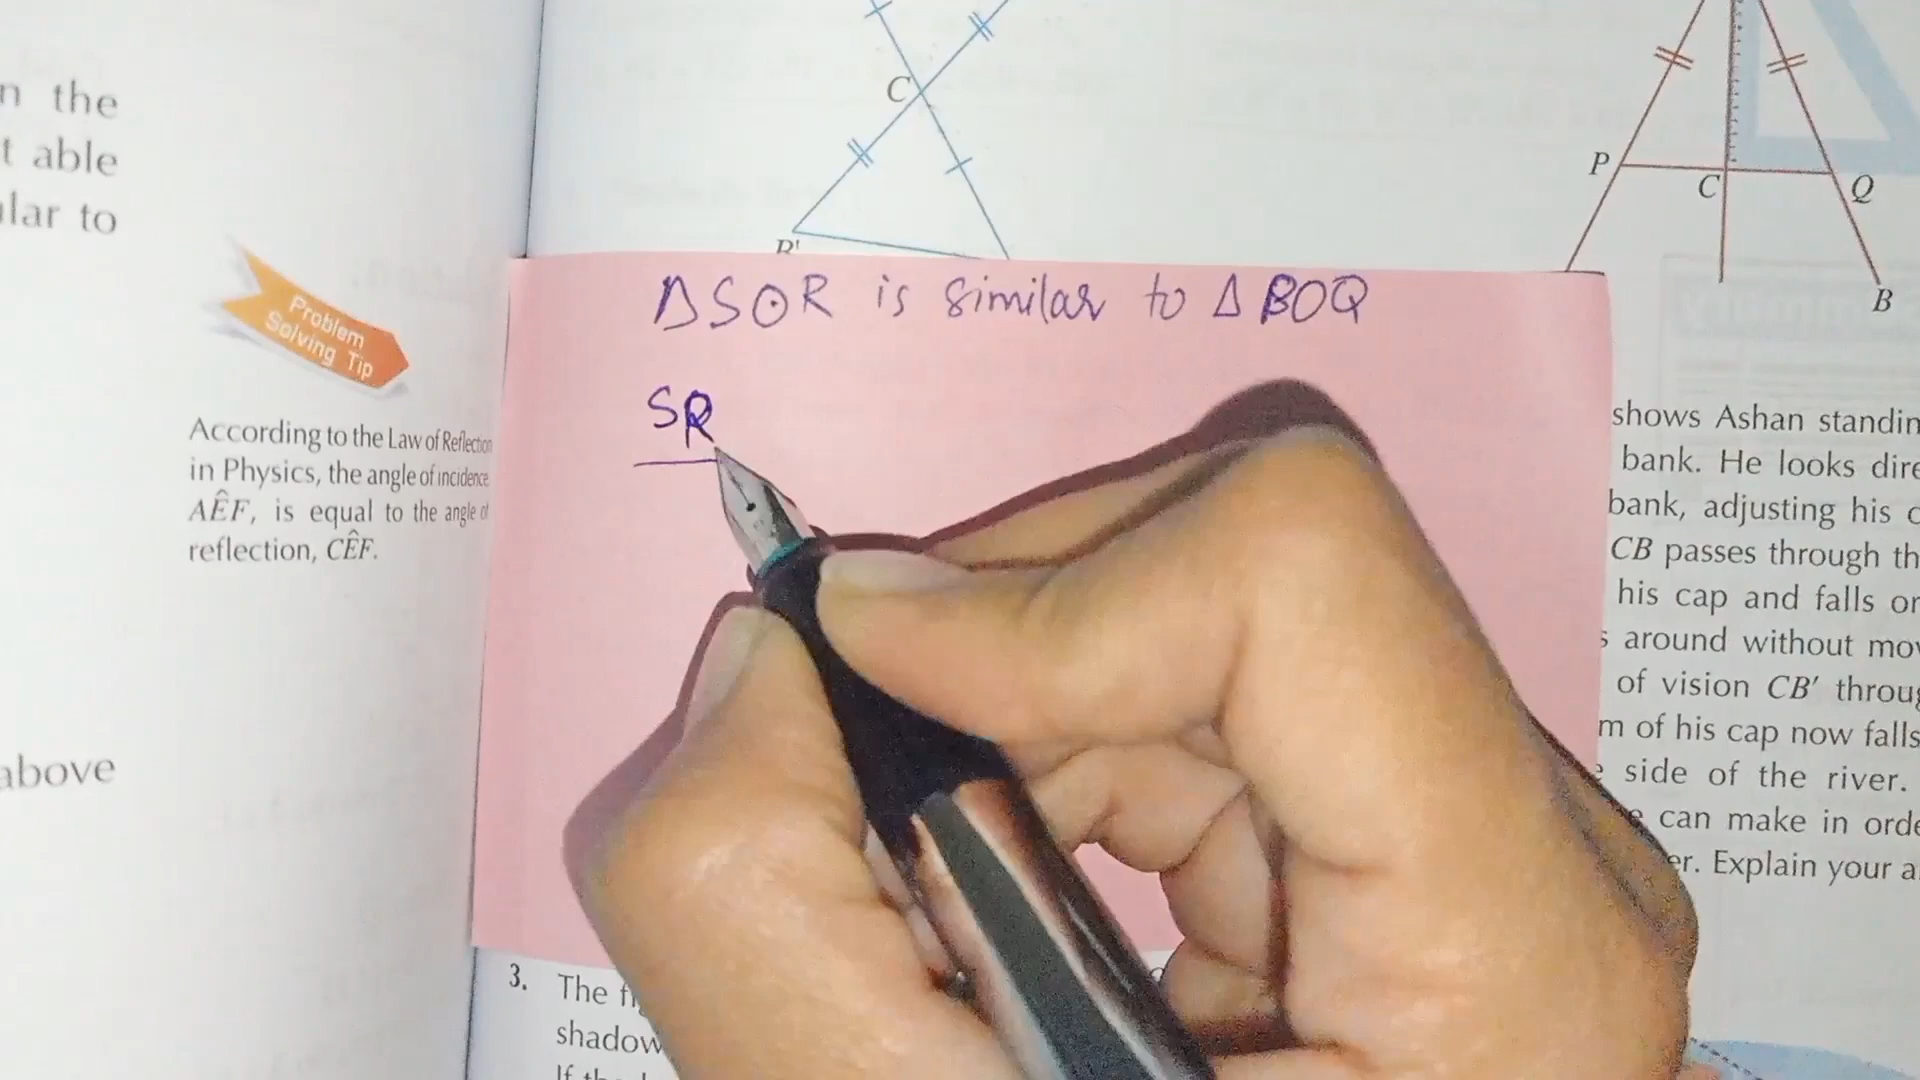 n the
t able
lar to
Problem
Solving Tip
According to the Law of Reflection
in Physics, the angle of incidence
AÊF, is equal to the angle of
reflection, CÊF.
above
C
P
C
Q
B
ΔSOR is similar to ΔBOQ
SR
shows Ashan standin
bank. He looks dire
bank, adjusting his c
CB passes through th
his cap and falls or
s around without mov
of vision CB′ throug
m of his cap now falls
e side of the river.
can make in orde
er. Explain your a
3. The
shadow
If